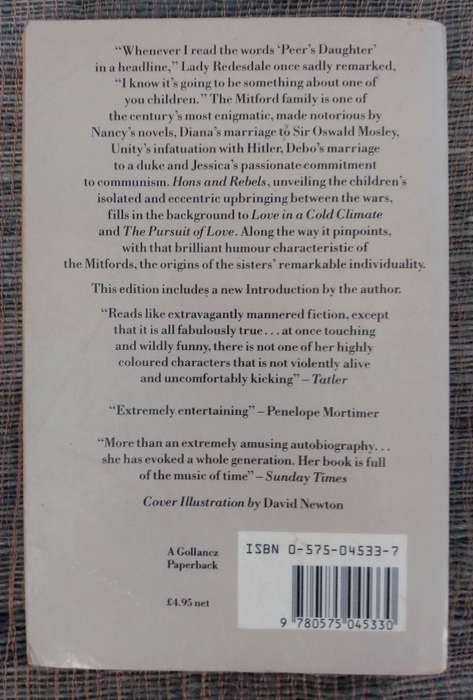 “Whenever I read the words ‘Peer’s Daughter’
in a headline,” Lady Redesdale once sadly remarked,
“I know it’s going to be something about one of
you children.” The Mitford family is one of
the century’s most enigmatic, made notorious by
Nancy’s novels, Diana’s marriage to Sir Oswald Mosley,
Unity’s infatuation with Hitler, Debo’s marriage
to a duke and Jessica’s passionate commitment
to communism. Hons and Rebels, unveiling the children’s
isolated and eccentric upbringing between the wars,
fills in the background to Love in a Cold Climate
and The Pursuit of Love. Along the way it pinpoints,
with that brilliant humour characteristic of
the Mitfords, the origins of the sisters’ remarkable individuality.
This edition includes a new Introduction by the author.
“Reads like extravagantly mannered fiction, except
that it is all fabulously true... at once touching
and wildly funny, there is not one of her highly
coloured characters that is not violently alive
and uncomfortably kicking” – Tatler
“Extremely entertaining” – Penelope Mortimer
“More than an extremely amusing autobiography...
she has evoked a whole generation. Her book is full
of the music of time” – Sunday Times
Cover Illustration by David Newton
A Gollancz
Paperback
£4.95 net
ISBN 0-575-04533-7
9 780575 045330